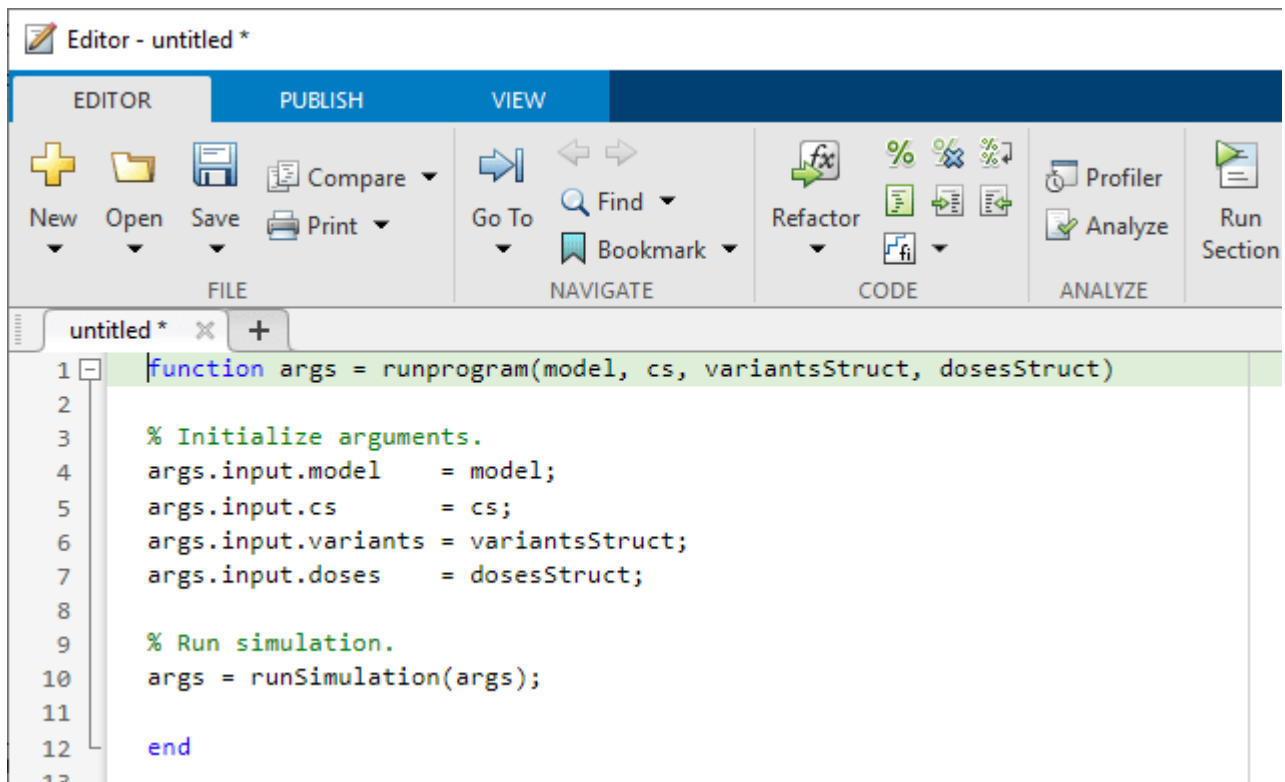 Editor - untitled *
EDITOR PUBLISH VIEW
New Open Save Compare Print
Go To Find Bookmark
Refactor fi
Profiler Analyze
Run Section
FILE NAVIGATE CODE ANALYZE
untitled * × +
1 function args = runprogram(model, cs, variantsStruct, dosesStruct)
2
3 % Initialize arguments.
4 args.input.model    = model;
5 args.input.cs       = cs;
6 args.input.variants = variantsStruct;
7 args.input.doses    = dosesStruct;
8
9 % Run simulation.
10 args = runSimulation(args);
11
12 end
13